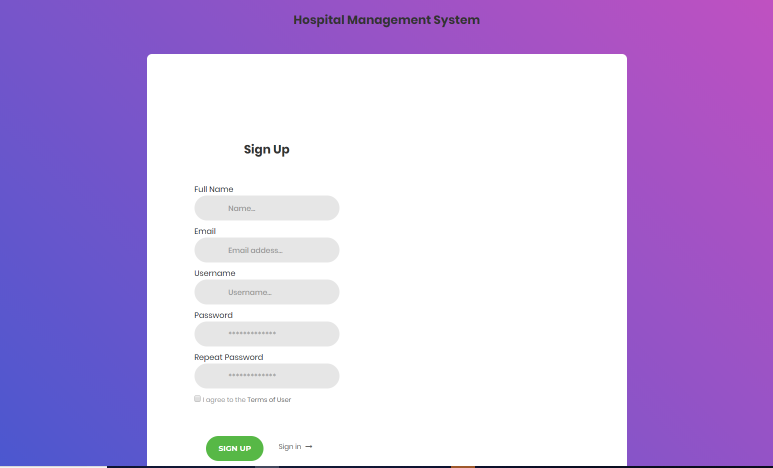 Hospital Management System
Sign Up
Full Name
Name...
Email
Email addess...
Username
Username...
Password
*************
Repeat Password
*************
I agree to the Terms of User
SIGN UP
Sign in →